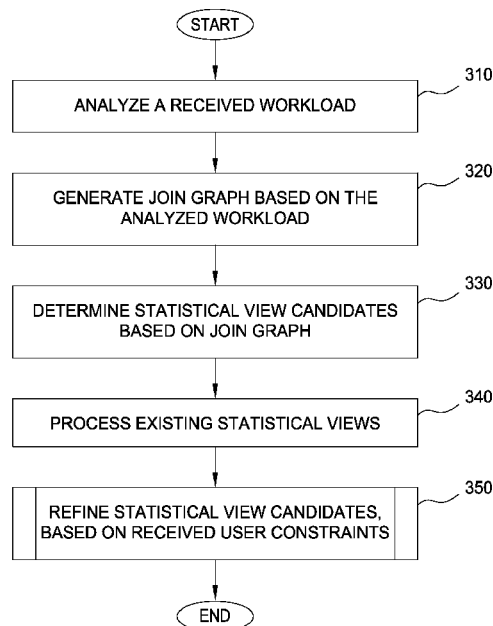 START
310
ANALYZE A RECEIVED WORKLOAD
320
GENERATE JOIN GRAPH BASED ON THE
ANALYZED WORKLOAD
330
DETERMINE STATISTICAL VIEW CANDIDATES
BASED ON JOIN GRAPH
340
PROCESS EXISTING STATISTICAL VIEWS
350
REFINE STATISTICAL VIEW CANDIDATES,
BASED ON RECEIVED USER CONSTRAINTS
END